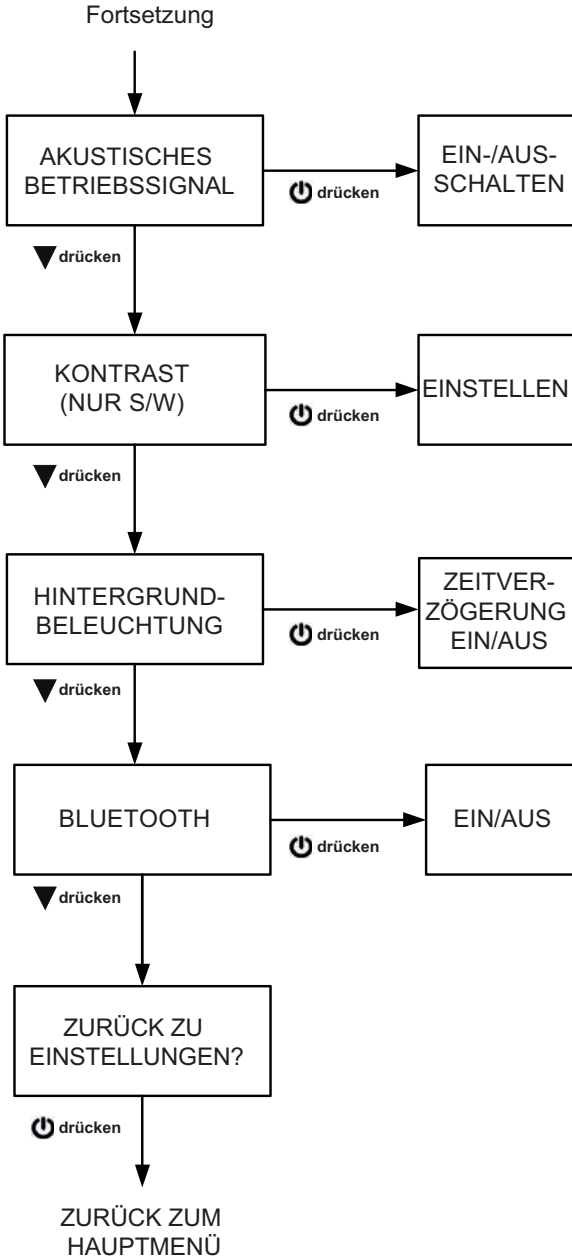 Fortsetzung
AKUSTISCHES
BETRIEBSSIGNAL
drücken
EIN-/AUS-
SCHALTEN
drücken
KONTRAST
(NUR S/W)
drücken
EINSTELLEN
drücken
HINTERGRUND-
BELEUCHTUNG
drücken
ZEITVER-
ZÖGERUNG
EIN/AUS
drücken
BLUETOOTH
drücken
EIN/AUS
drücken
ZURÜCK ZU
EINSTELLUNGEN?
drücken
ZURÜCK ZUM
HAUPTMENÜ